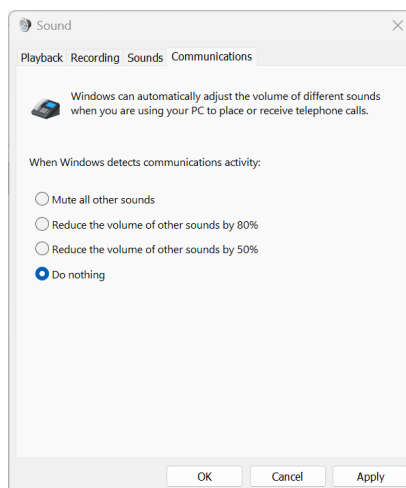 Sound
Playback Recording Sounds Communications
Windows can automatically adjust the volume of different sounds
when you are using your PC to place or receive telephone calls.
When Windows detects communications activity:
Mute all other sounds
Reduce the volume of other sounds by 80%
Reduce the volume of other sounds by 50%
Do nothing
OK Cancel Apply